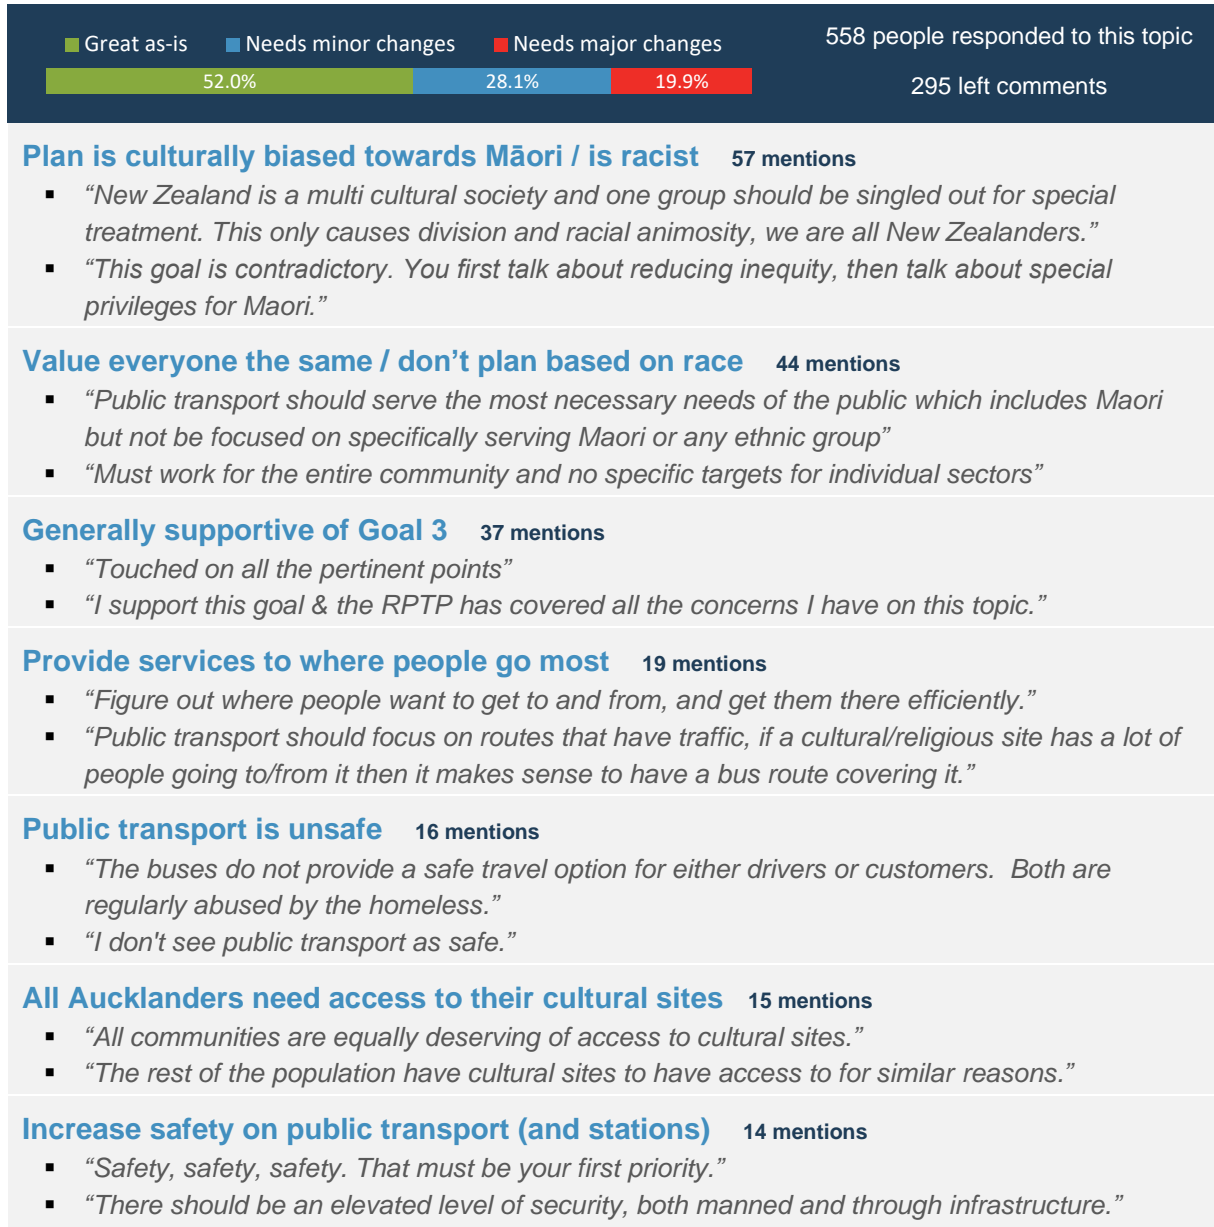 Great as-is Needs minor changes Needs major changes
558 people responded to this topic
52.0% 28.1% 19.9%
295 left comments
Plan is culturally biased towards Māori / is racist 57 mentions
▪ “New Zealand is a multi cultural society and one group should be singled out for special
treatment. This only causes division and racial animosity, we are all New Zealanders.”
▪ “This goal is contradictory. You first talk about reducing inequity, then talk about special
privileges for Maori.”
Value everyone the same / don’t plan based on race 44 mentions
▪ “Public transport should serve the most necessary needs of the public which includes Maori
but not be focused on specifically serving Maori or any ethnic group”
▪ “Must work for the entire community and no specific targets for individual sectors”
Generally supportive of Goal 3 37 mentions
▪ “Touched on all the pertinent points”
▪ “I support this goal & the RPTP has covered all the concerns I have on this topic.”
Provide services to where people go most 19 mentions
▪ “Figure out where people want to get to and from, and get them there efficiently.”
▪ “Public transport should focus on routes that have traffic, if a cultural/religious site has a lot of
people going to/from it then it makes sense to have a bus route covering it.”
Public transport is unsafe 16 mentions
▪ “The buses do not provide a safe travel option for either drivers or customers.  Both are
regularly abused by the homeless.”
▪ “I don't see public transport as safe.”
All Aucklanders need access to their cultural sites 15 mentions
▪ “All communities are equally deserving of access to cultural sites.”
▪ “The rest of the population have cultural sites to have access to for similar reasons.”
Increase safety on public transport (and stations) 14 mentions
▪ “Safety, safety, safety. That must be your first priority.”
▪ “There should be an elevated level of security, both manned and through infrastructure.”